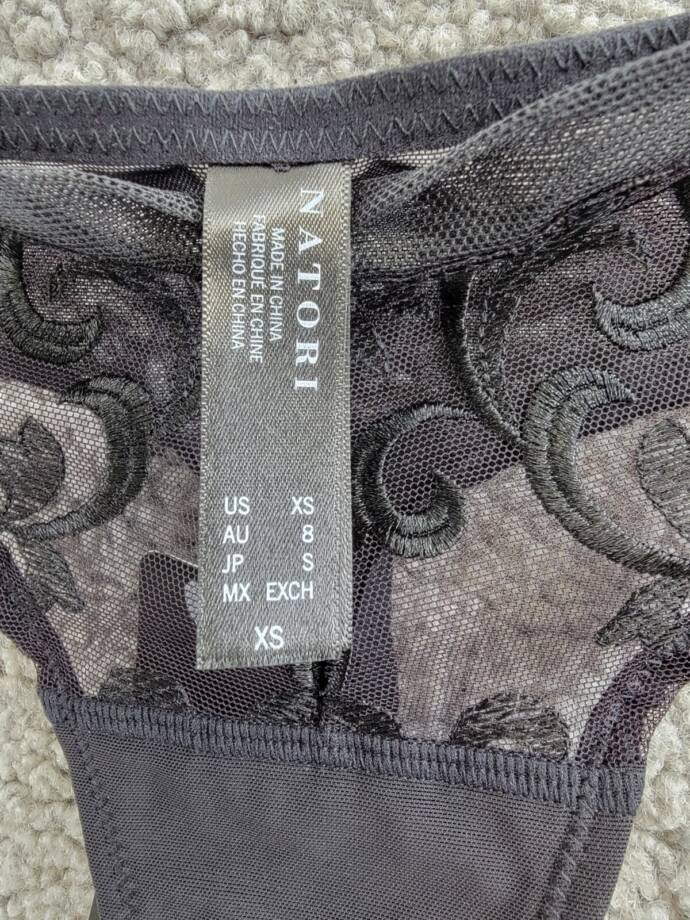 NATORI
MADE IN CHINA
FABRIQUE EN CHINE
HECHO EN CHINA
US XS
AU 8
JP S
MX EXCH
XS